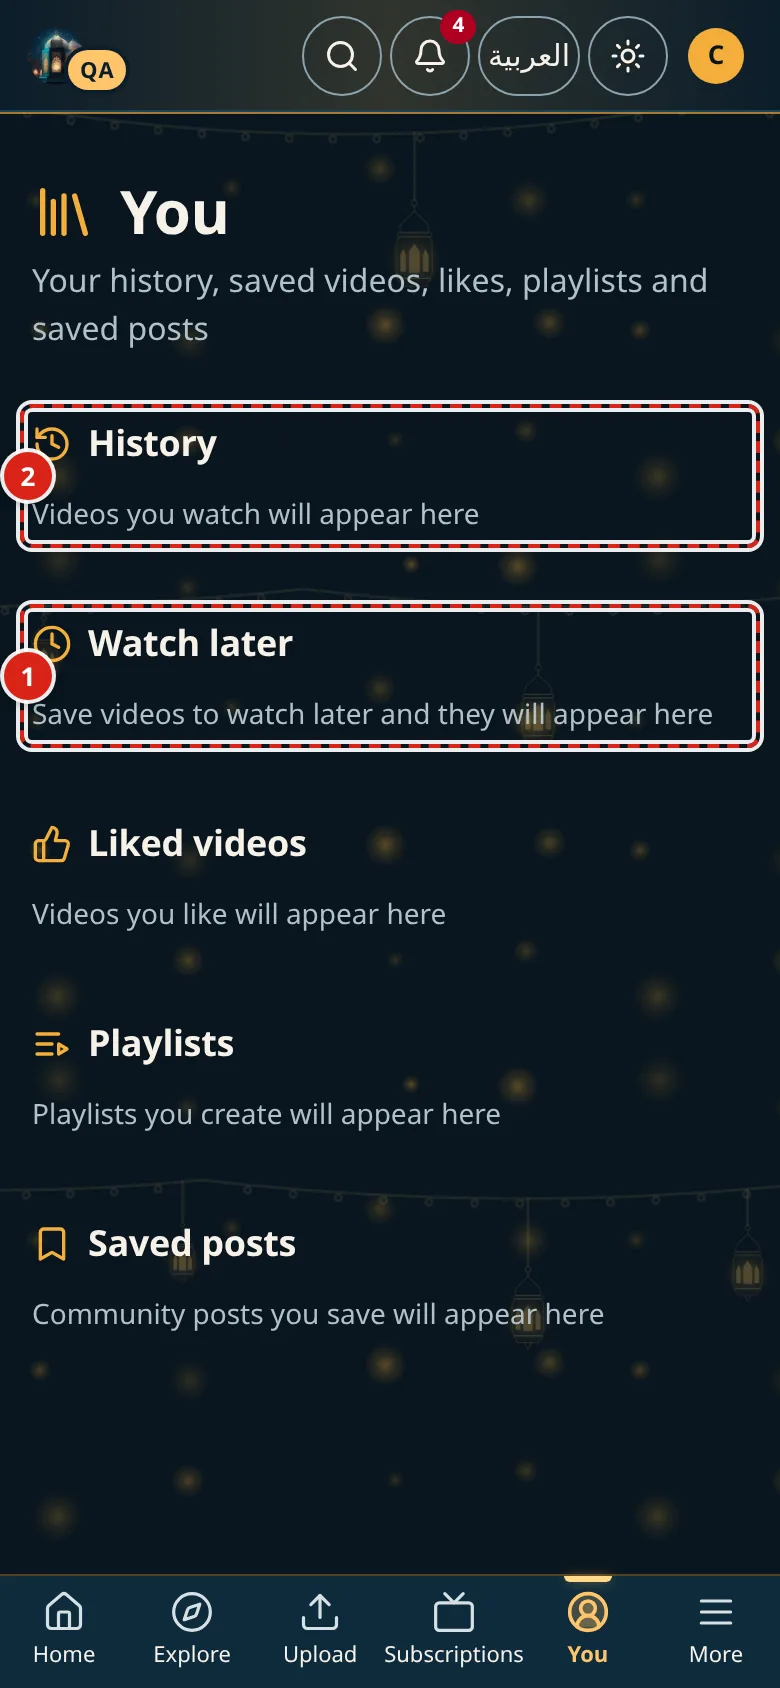 QA
4
العربية
C
You
Your history, saved videos, likes, playlists and
saved posts
History
2
Videos you watch will appear here
Watch later
1
Save videos to watch later and they will appear here
Liked videos
Videos you like will appear here
Playlists
Playlists you create will appear here
Saved posts
Community posts you save will appear here
Home
Explore
Upload
Subscriptions
You
More